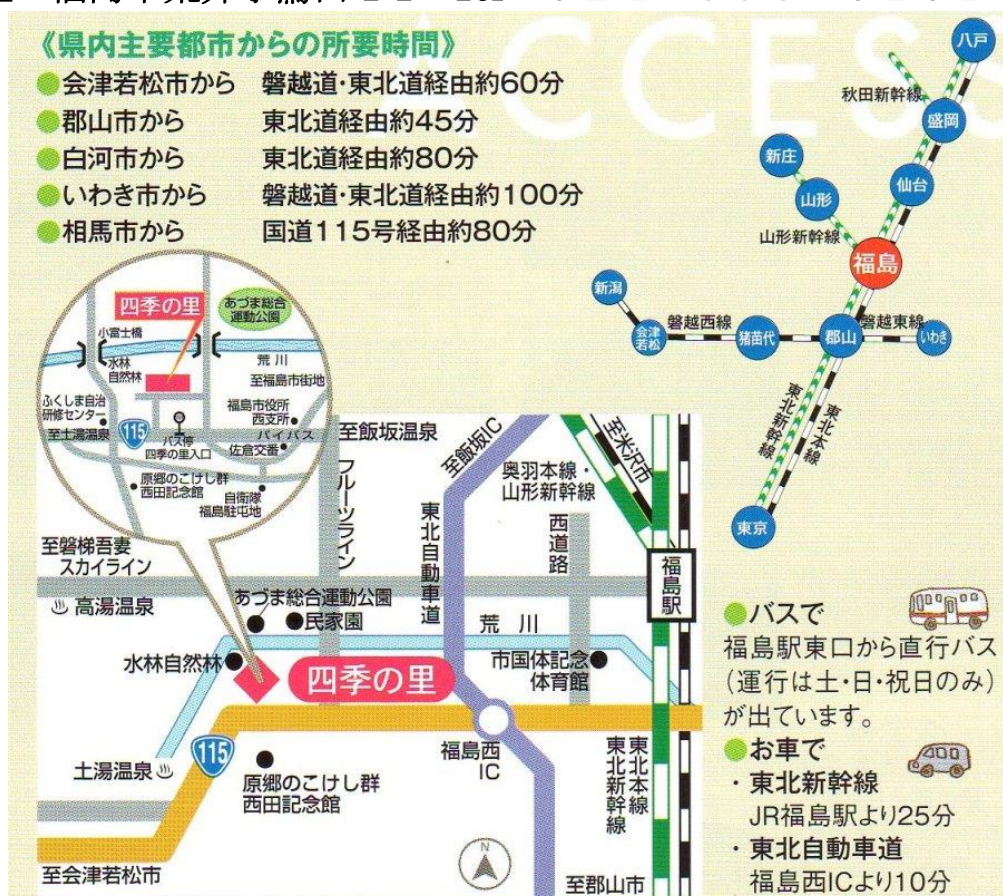 ACCESS
《県内主要都市からの所要時間》
●会津若松市から 磐越道・東北道経由約60分
●郡山市から 東北道経由約45分
●白河市から 東北道経由約80分
●いわき市から 磐越道・東北道経由約100分
●相馬市から 国道115号経由約80分
八戸
秋田新幹線
盛岡
新庄
仙台
山形
山形新幹線
福島
新潟
会津
若松
磐越西線
猪苗代
郡山
磐越東線
いわき
東北新幹線
東北本線
東京
四季の里
あづま総合
運動公園
小富士橋
水林
自然林
荒川
至福島市街地
ふくしま自治
研修センター
福島市役所
西支所
至土湯温泉
115
バス停
四季の里入口
バイパス
佐倉交番
原郷のこけし群
西田記念館
自衛隊
福島駐屯地
至飯坂温泉
至飯坂IC
至米沢市
フルーツライン
東北自動車道
奥羽本線・
山形新幹線
西道路
福島駅
至磐梯吾妻
スカイライン
高湯温泉
あづま総合運動公園
民家園
荒川
水林自然林
四季の里
市国体記念
体育館
115
土湯温泉
原郷のこけし群
西田記念館
福島西
IC
東北本線
東北新幹線
至会津若松市
N
至郡山市
●バスで
福島駅東口から直行バス
(運行は土・日・祝日のみ)
が出ています。
●お車で
・東北新幹線
JR福島駅より25分
・東北自動車道
福島西ICより10分